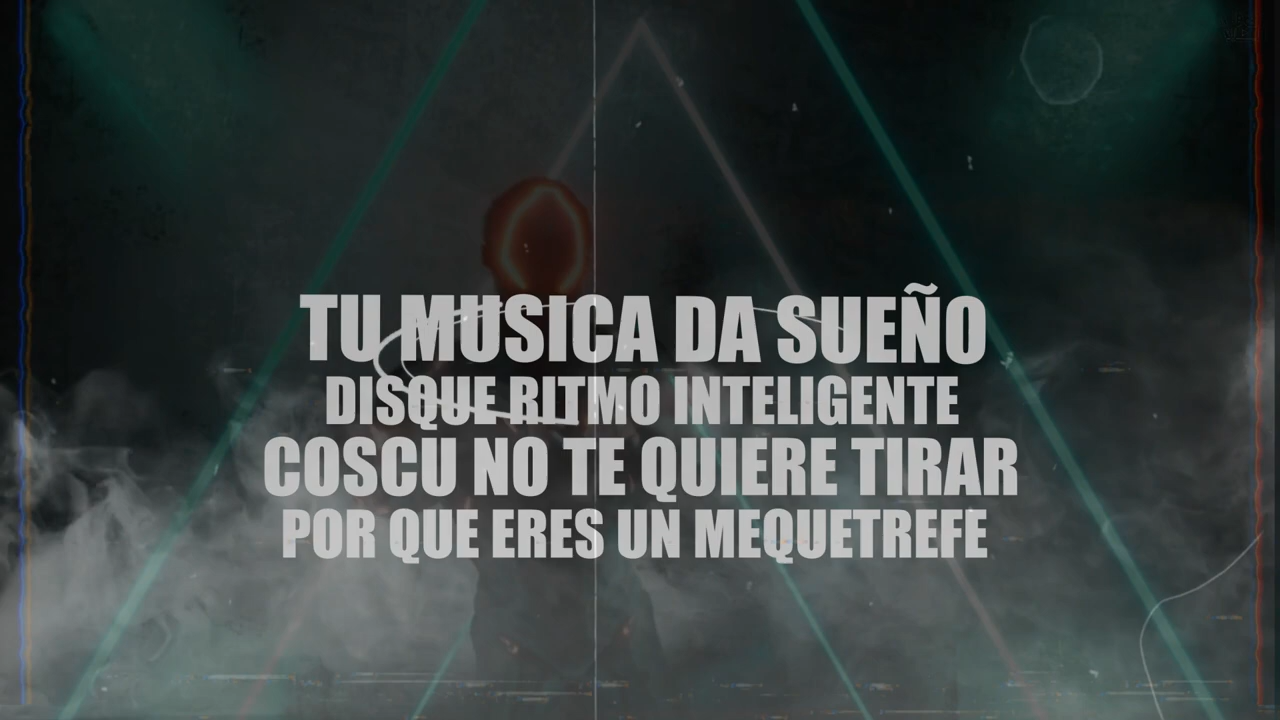 TU MUSICA DA SUEÑO
DISQUE RITMO INTELIGENTE
COSCU NO TE QUIERE TIRAR
POR QUE ERES UN MEQUETREFE